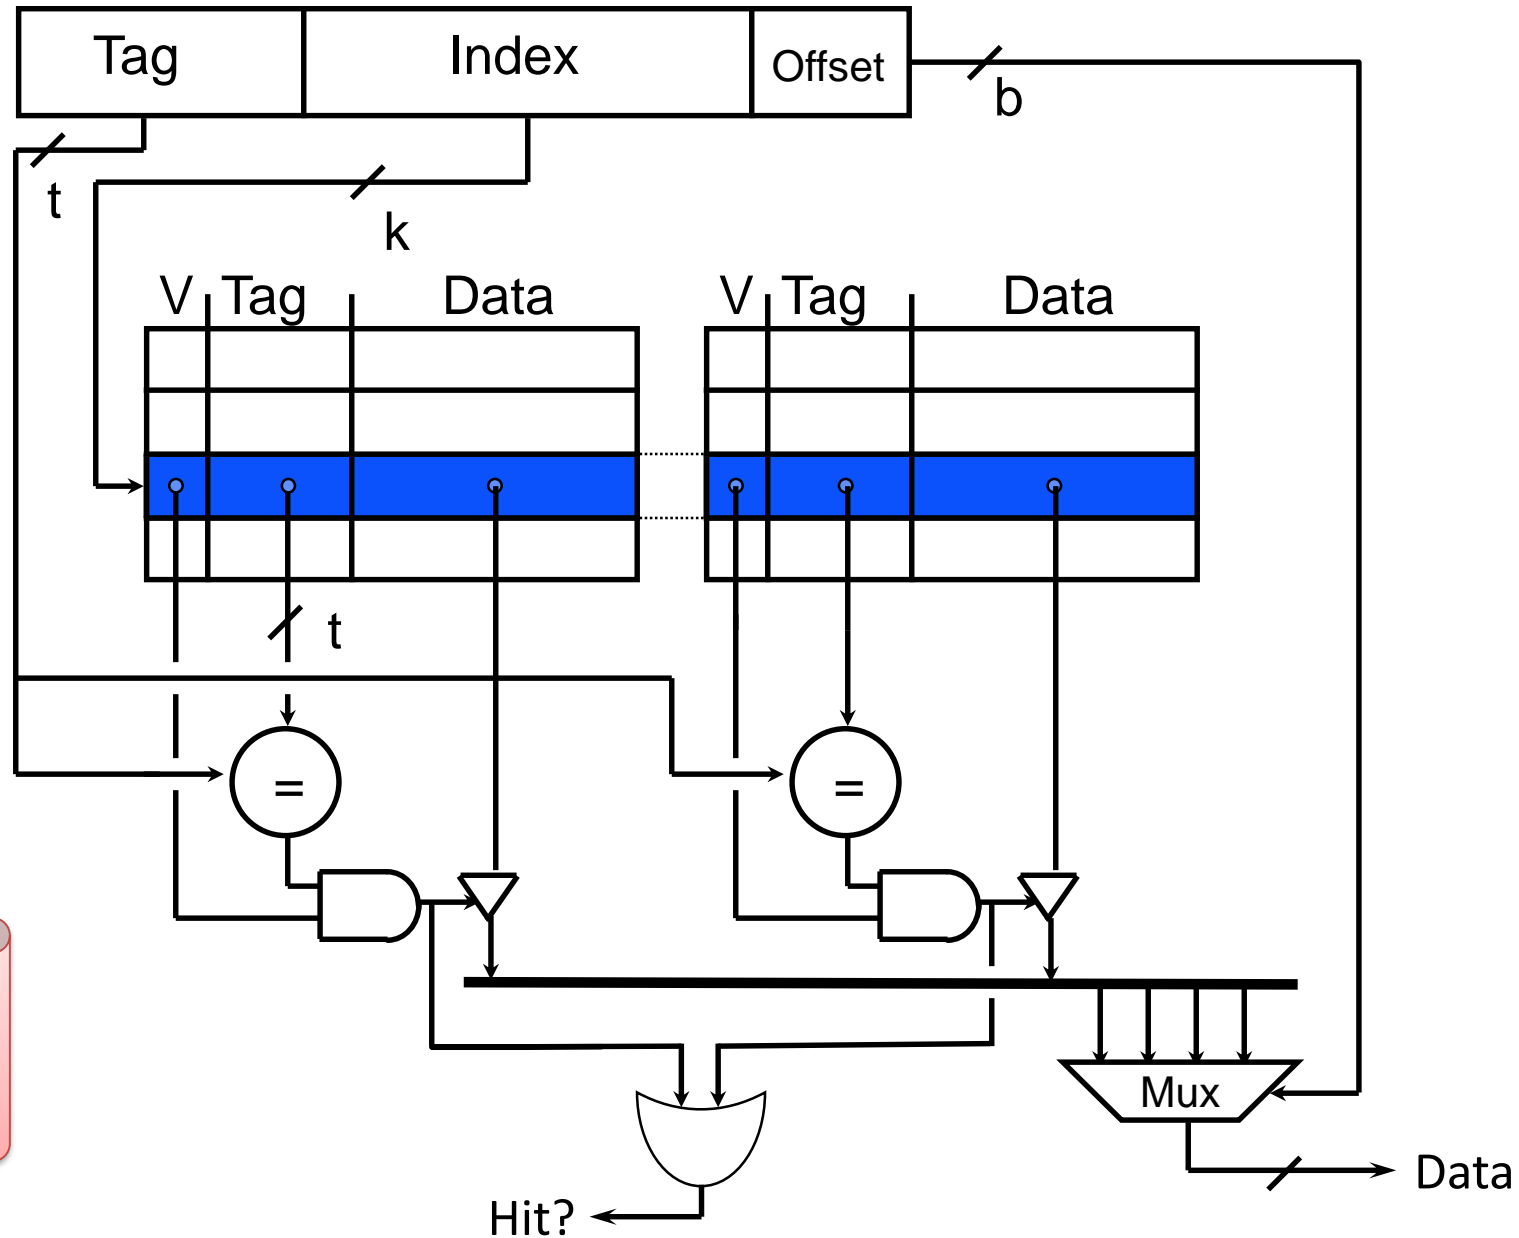 Tag Index Offset
b
t
k
V Tag Data V Tag Data
t
= =
Mux
Data
Hit?